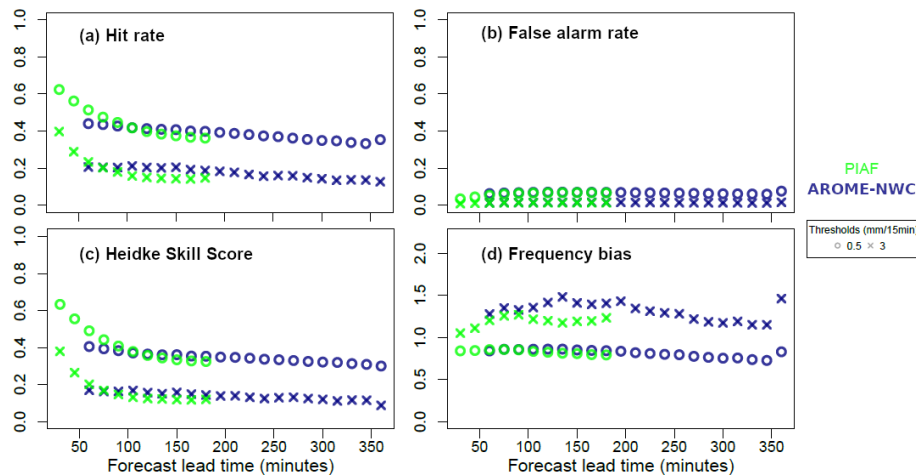 (a) Hit rate
0.0 0.2 0.4 0.6 0.8 1.0
(b) False alarm rate
0.0 0.2 0.4 0.6 0.8 1.0
PIAF
AROME-NWC
Thresholds (mm/15min)
0.5 3
(c) Heidke Skill Score
0.0 0.2 0.4 0.6 0.8 1.0
50 100 150 200 250 300 350
Forecast lead time (minutes)
(d) Frequency bias
0.0 0.5 1.0 1.5 2.0
50 100 150 200 250 300 350
Forecast lead time (minutes)